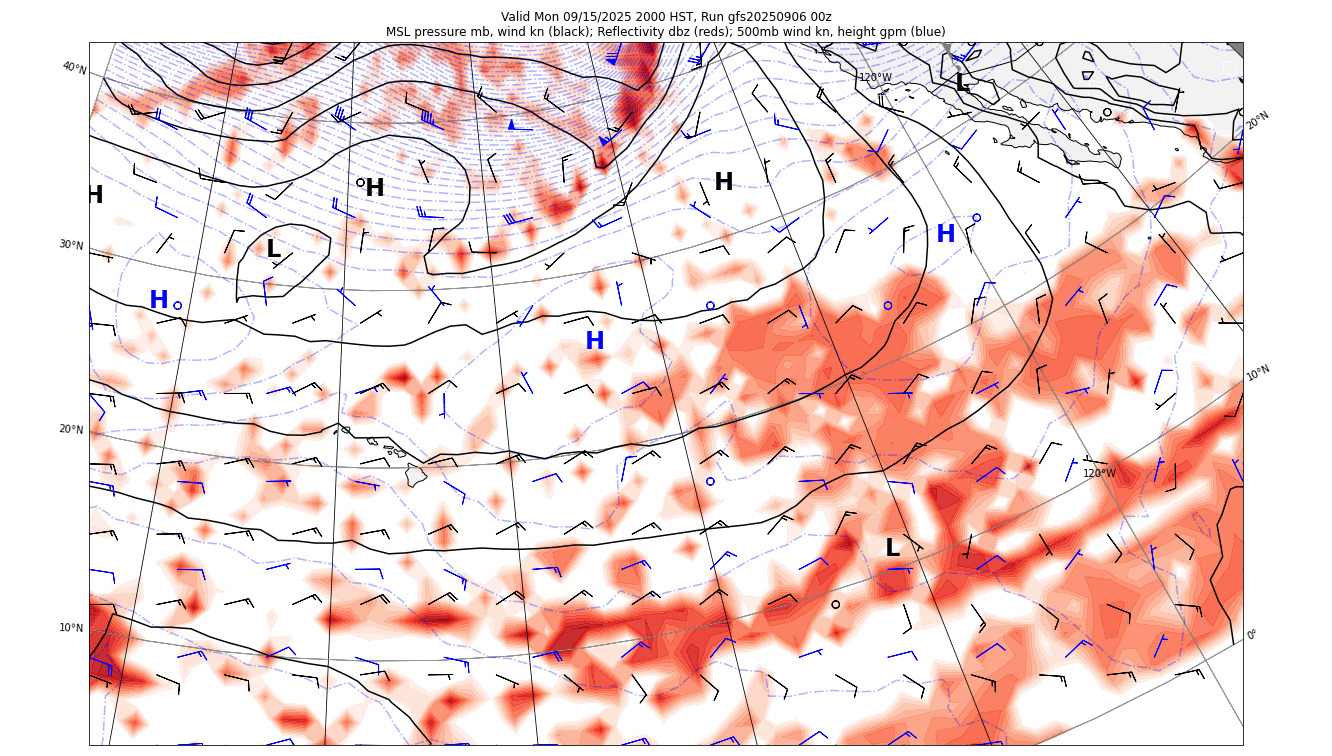 Valid Mon 09/15/2025 2000 HST, Run gfs20250906 00z
MSL pressure mb, wind kn (black); Reflectivity dbz (reds); 500mb wind kn, height gpm (blue)
40°N
120°W
L
20°N
H
H
H
H
30°N
L
H
H
10°N
20°N
120°W
L
10°N
0°